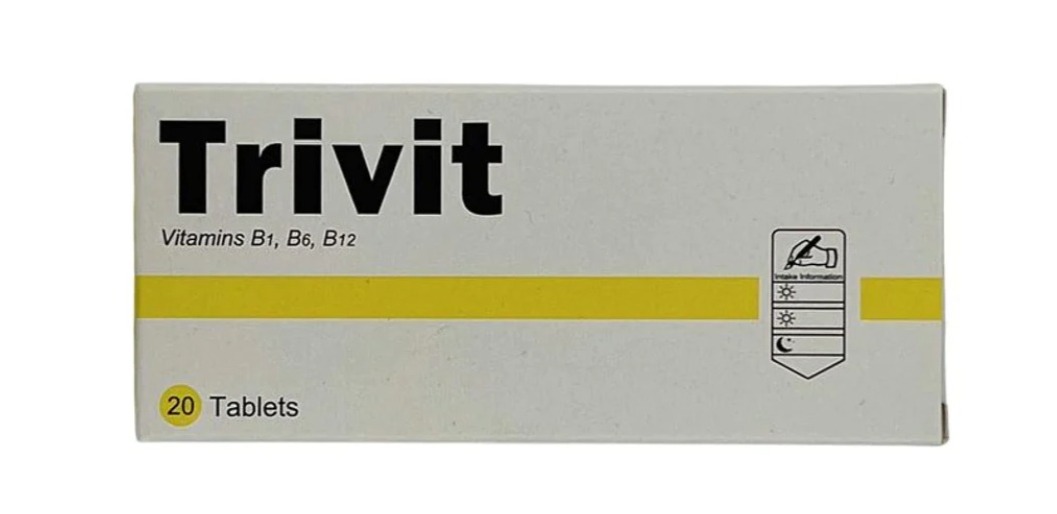 Trivit
Vitamins B1, B6, B12
Intake Information
20 Tablets